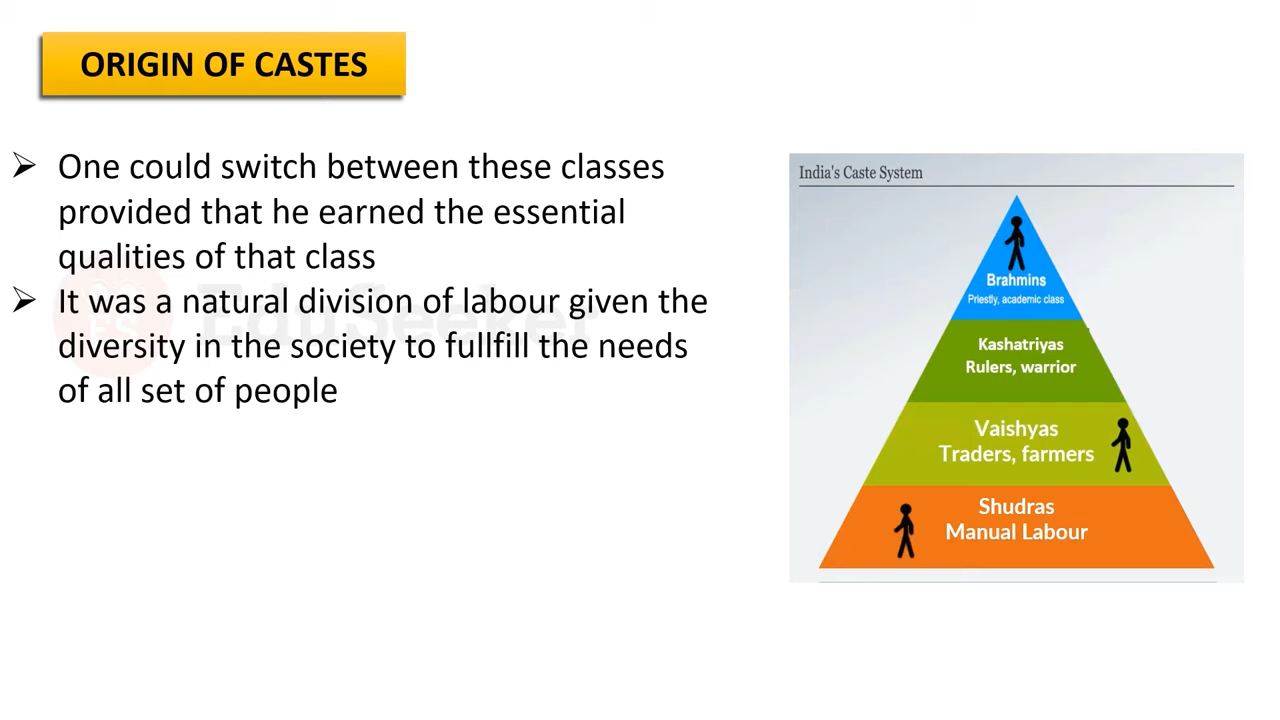 ORIGIN OF CASTES
➢ One could switch between these classes
provided that he earned the essential
qualities of that class
➢ It was a natural division of labour given the
diversity in the society to fullfill the needs
of all set of people
ES EduSeeker
India's Caste System
Brahmins
Priestly, academic class
Kashatriyas
Rulers, warrior
Vaishyas
Traders, farmers
Shudras
Manual Labour